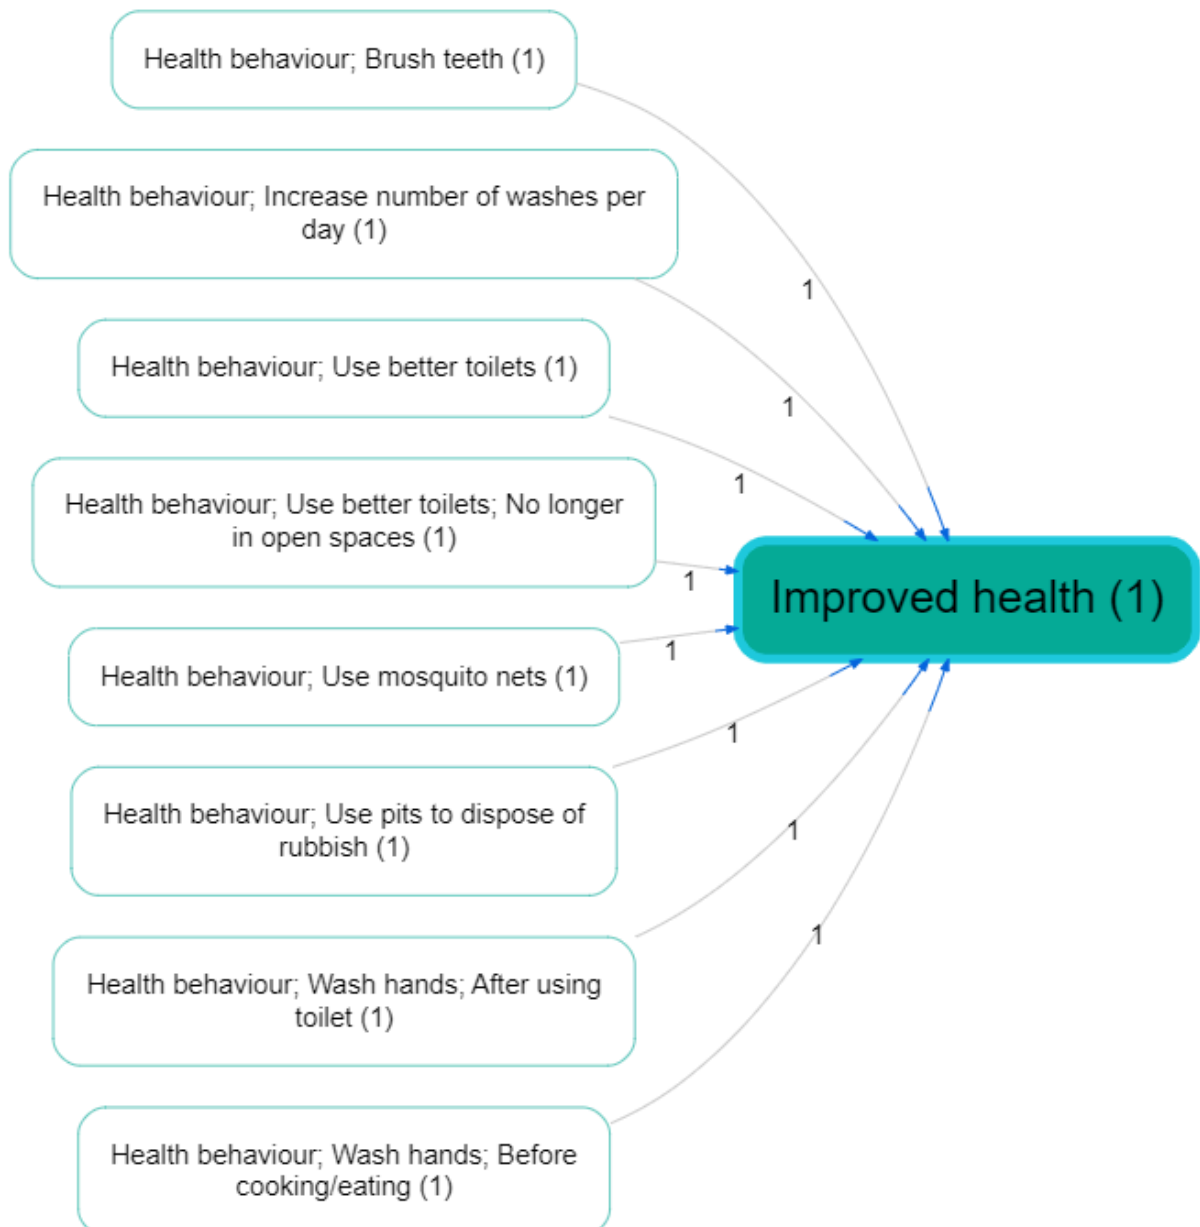 Health behaviour; Brush teeth (1)
Health behaviour; Increase number of washes per
day (1)
1
1
Health behaviour; Use better toilets (1)
1
Health behaviour; Use better toilets; No longer
in open spaces (1)
1
Improved health (1)
1
Health behaviour; Use mosquito nets (1)
1
Health behaviour; Use pits to dispose of
rubbish (1)
1
Health behaviour; Wash hands; After using
toilet (1)
1
Health behaviour; Wash hands; Before
cooking/eating (1)